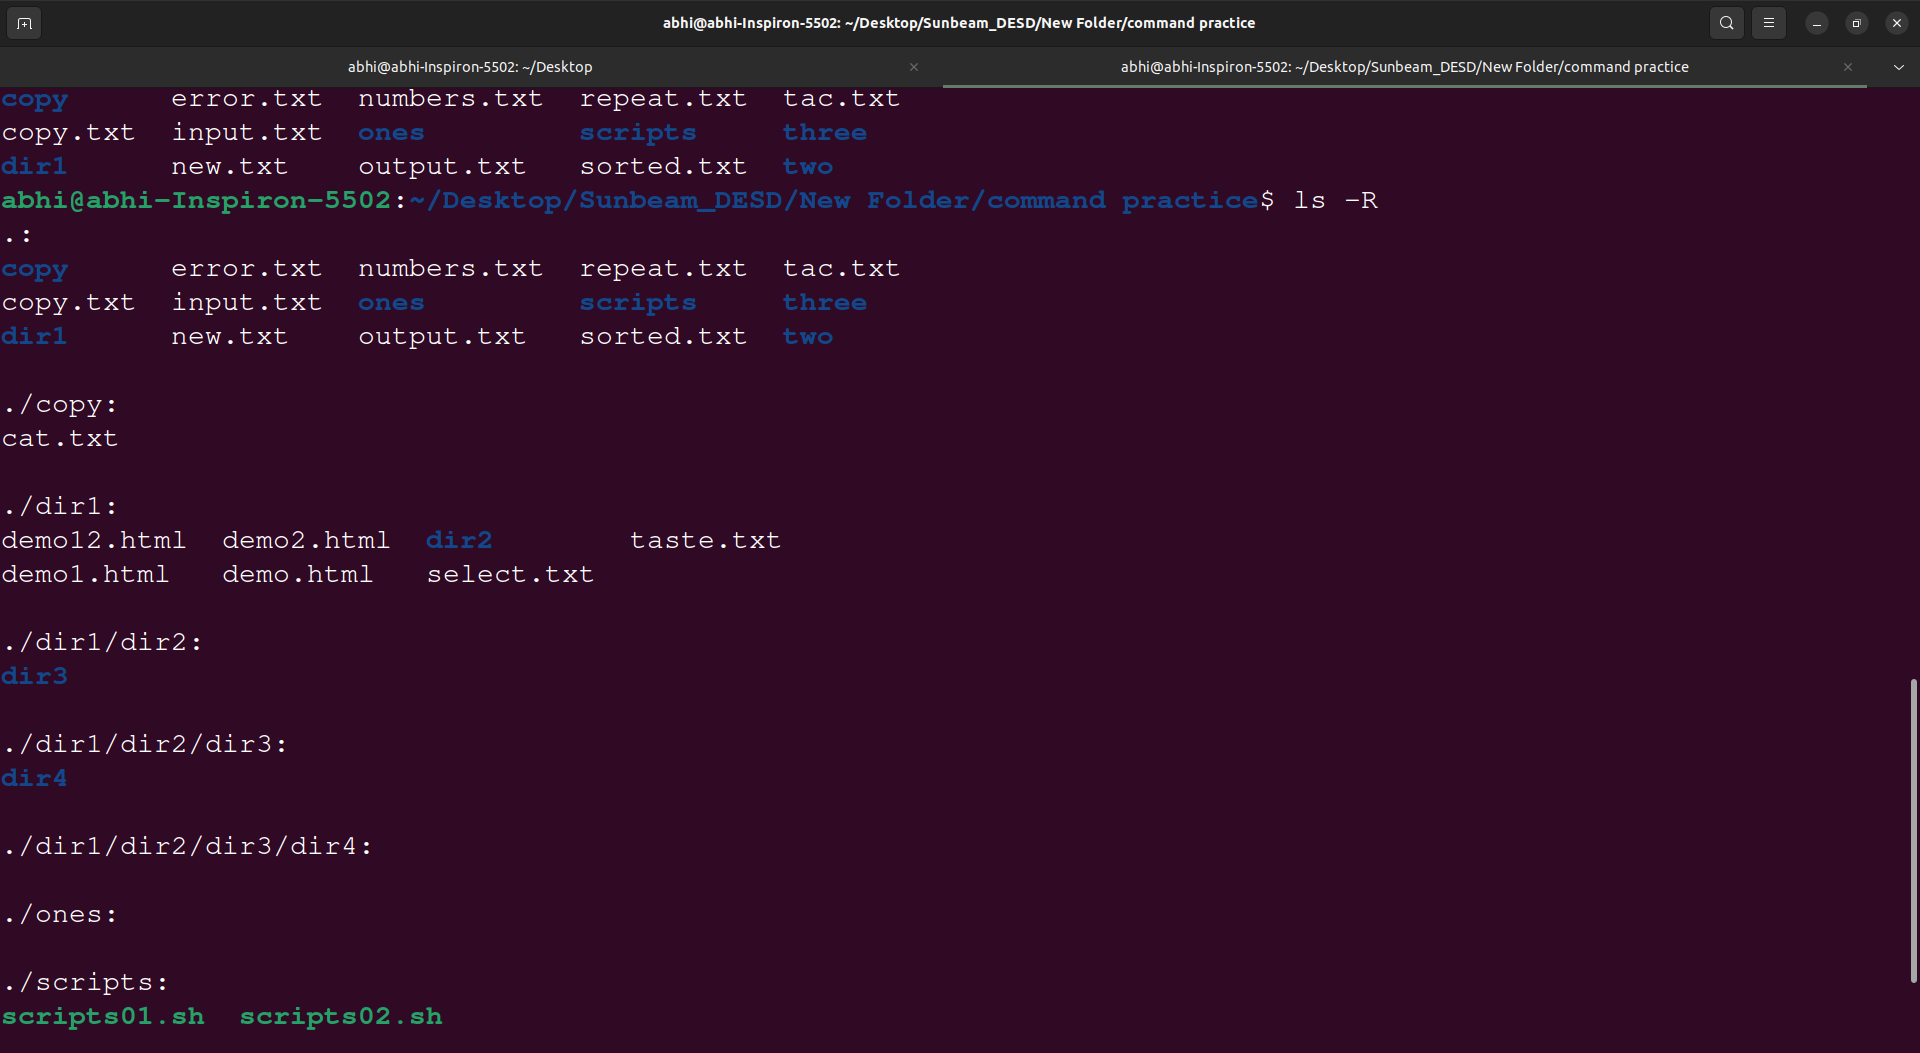 abhi@abhi-Inspiron-5502: ~/Desktop/Sunbeam_DESD/New Folder/command practice
abhi@abhi-Inspiron-5502: ~/Desktop
abhi@abhi-Inspiron-5502: ~/Desktop/Sunbeam_DESD/New Folder/command practice
copy error.txt numbers.txt repeat.txt tac.txt
copy.txt input.txt ones scripts three
dir1 new.txt output.txt sorted.txt two
abhi@abhi-Inspiron-5502:~/Desktop/Sunbeam_DESD/New Folder/command practice$ ls -R
.:
copy error.txt numbers.txt repeat.txt tac.txt
copy.txt input.txt ones scripts three
dir1 new.txt output.txt sorted.txt two
./copy:
cat.txt
./dir1:
demo12.html demo2.html dir2 taste.txt
demo1.html demo.html select.txt
./dir1/dir2:
dir3
./dir1/dir2/dir3:
dir4
./dir1/dir2/dir3/dir4:
./ones:
./scripts:
scripts01.sh scripts02.sh